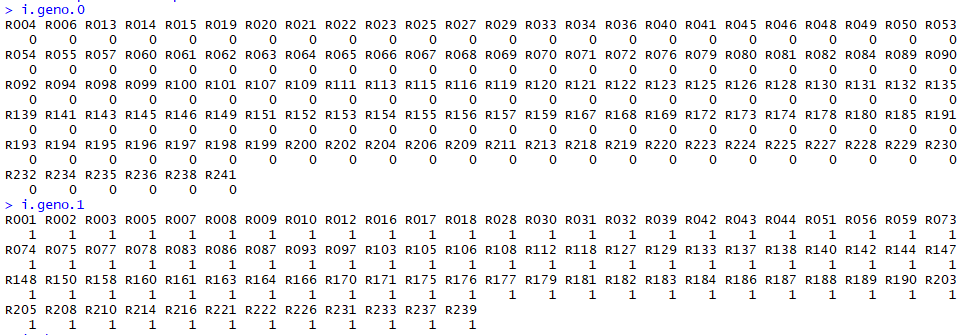 > i.geno.0
R004 R006 R013 R014 R015 R019 R020 R021 R022 R023 R025 R027 R029 R033 R034 R036 R040 R041 R045 R046 R048 R049 R050 R053
0 0 0 0 0 0 0 0 0 0 0 0 0 0 0 0 0 0 0 0 0 0 0 0
R054 R055 R057 R060 R061 R062 R063 R064 R065 R066 R067 R068 R069 R070 R071 R072 R076 R079 R080 R081 R082 R084 R089 R090
0 0 0 0 0 0 0 0 0 0 0 0 0 0 0 0 0 0 0 0 0 0 0 0
R092 R094 R098 R099 R100 R101 R107 R109 R111 R113 R115 R116 R119 R120 R121 R122 R123 R125 R126 R128 R130 R131 R132 R135
0 0 0 0 0 0 0 0 0 0 0 0 0 0 0 0 0 0 0 0 0 0 0 0
R139 R141 R143 R145 R146 R149 R151 R152 R153 R154 R155 R156 R157 R159 R167 R168 R169 R172 R173 R174 R178 R180 R185 R191
0 0 0 0 0 0 0 0 0 0 0 0 0 0 0 0 0 0 0 0 0 0 0 0
R193 R194 R195 R196 R197 R198 R199 R200 R202 R204 R206 R209 R211 R213 R218 R219 R220 R223 R224 R225 R227 R228 R229 R230
0 0 0 0 0 0 0 0 0 0 0 0 0 0 0 0 0 0 0 0 0 0 0 0
R232 R234 R235 R236 R238 R241
0 0 0 0 0 0
> i.geno.1
R001 R002 R003 R005 R007 R008 R009 R010 R012 R016 R017 R018 R028 R030 R031 R032 R039 R042 R043 R044 R051 R056 R059 R073
1 1 1 1 1 1 1 1 1 1 1 1 1 1 1 1 1 1 1 1 1 1 1 1
R074 R075 R077 R078 R083 R086 R087 R093 R097 R103 R105 R106 R108 R112 R118 R127 R129 R133 R137 R138 R140 R142 R144 R147
1 1 1 1 1 1 1 1 1 1 1 1 1 1 1 1 1 1 1 1 1 1 1 1
R148 R150 R158 R160 R161 R163 R164 R166 R170 R171 R175 R176 R177 R179 R181 R182 R183 R184 R186 R187 R188 R189 R190 R203
1 1 1 1 1 1 1 1 1 1 1 1 1 1 1 1 1 1 1 1 1 1 1 1
R205 R208 R210 R214 R216 R221 R222 R226 R231 R233 R237 R239
1 1 1 1 1 1 1 1 1 1 1 1